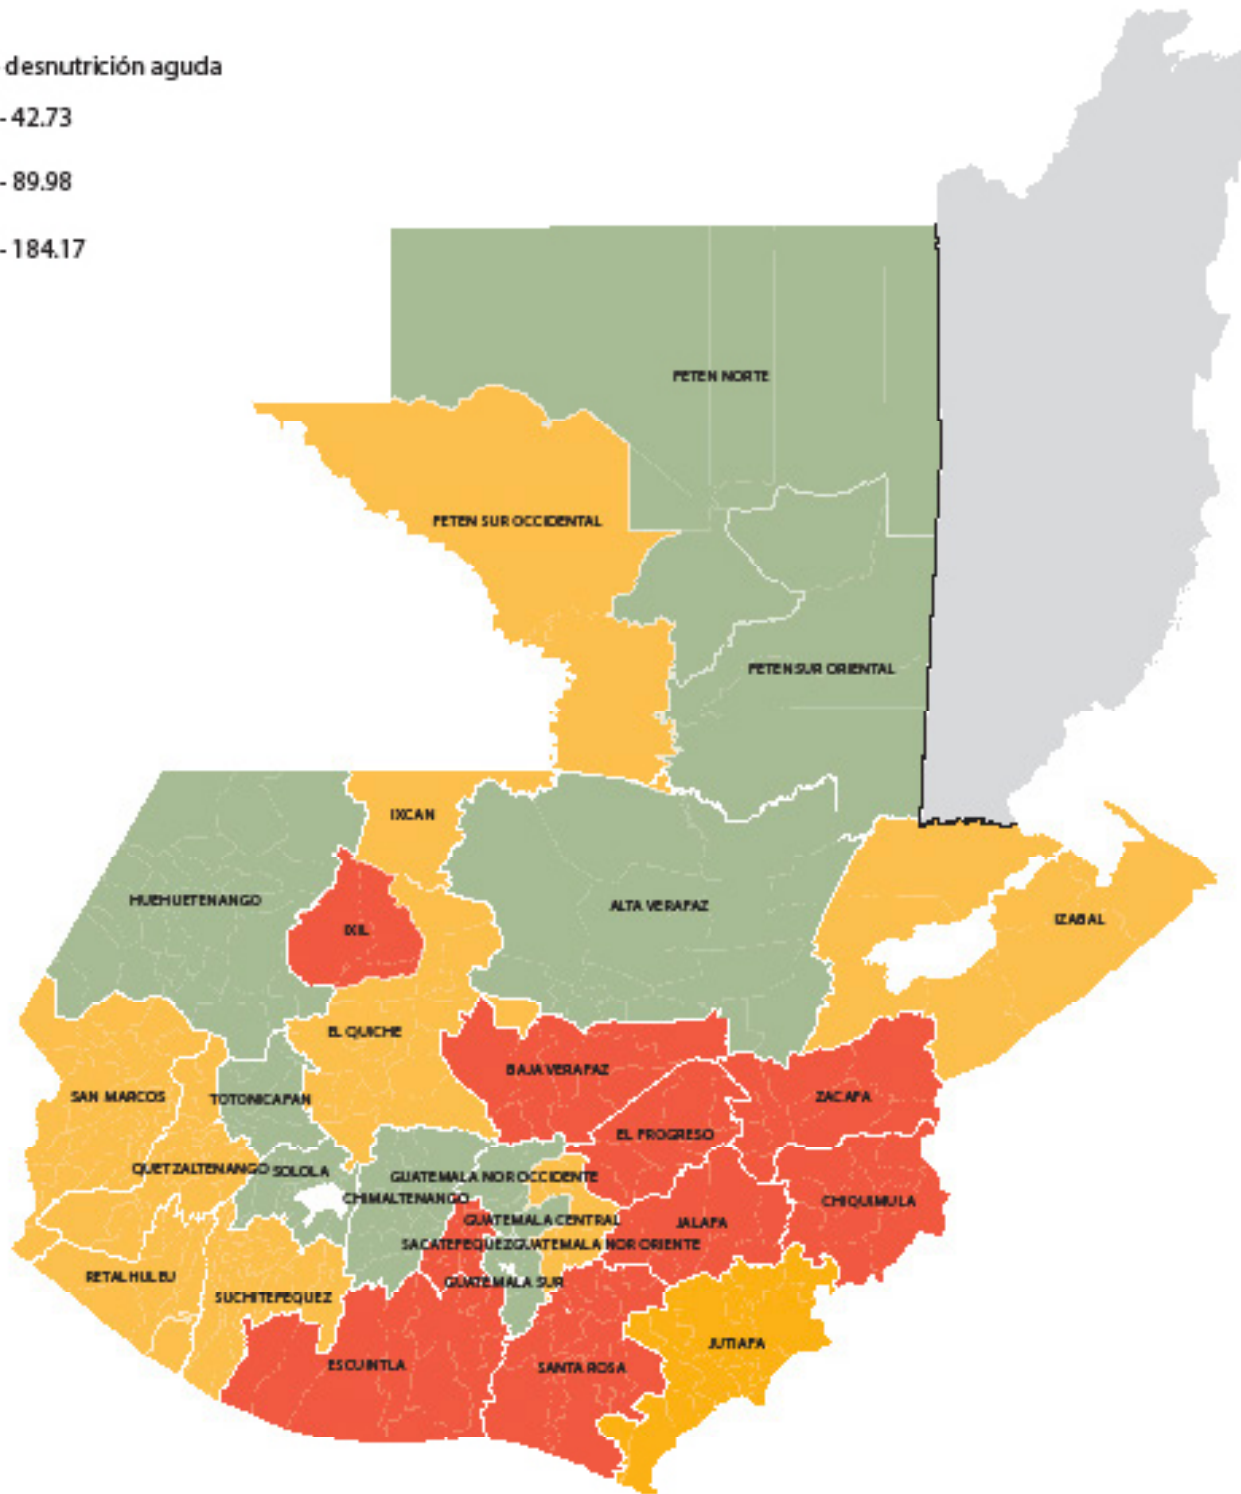 desnutrición aguda
- 42.73
- 89.98
- 184.17
PETEN NORTE
PETEN SUR OCCIDENTAL
PETEN SUR ORIENTAL
IXCAN
HUEHUETENANGO
ALTA VERAPAZ
IZABAL
IXIL
EL QUICHE
BAJA VERAPAZ
SAN MARCOS
TOTONICAPAN
ZACAPA
EL PROGRESO
QUETZALTENANGO
SOLOLA
GUATEMALA NOR OCCIDENTE
CHIMALTENANGO
CHIQUIMULA
GUATEMALA CENTRAL
JALAPA
SACATEPEQUEZ
GUATEMALA NOR ORIENTE
RETALHULEU
GUATEMALA SUR
SUCHITEPEQUEZ
JUTIAPA
ESCUINTLA
SANTA ROSA